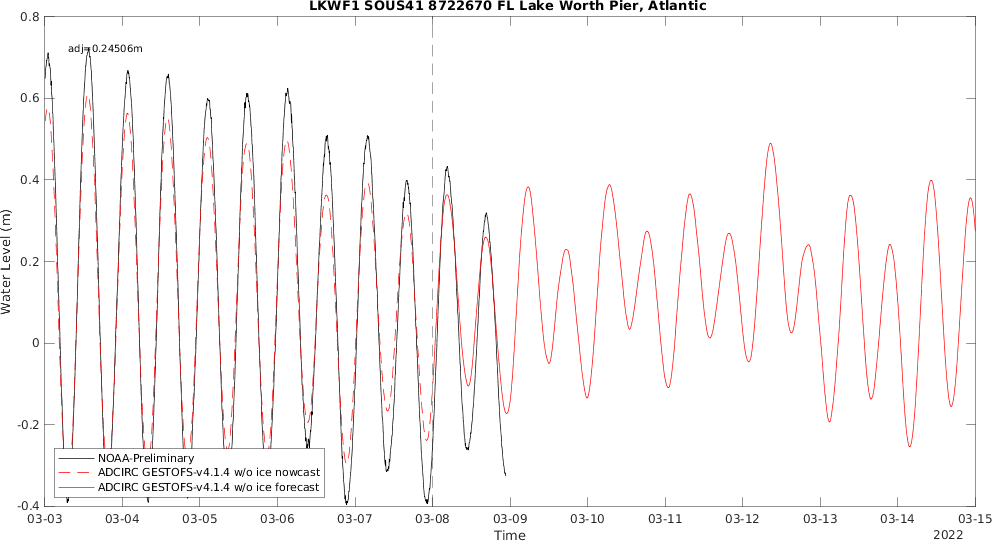 LKWF1 SOUS41 8722670 FL Lake Worth Pier, Atlantic
adj=0.24506m
0.8
0.6
0.4
0.2
0
-0.2
-0.4
Water Level (m)
NOAA-Preliminary
ADCIRC GESTOFS-v4.1.4 w/o ice nowcast
ADCIRC GESTOFS-v4.1.4 w/o ice forecast
03-03 03-04 03-05 03-06 03-07 03-08 03-09 03-10 03-11 03-12 03-13 03-14 03-15
Time
2022